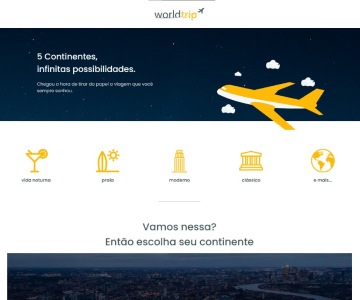 worldtrip
5 Continentes,
infinitas possibilidades.
Chegou a hora de tirar do papel a viagem que você
sempre sonhou.
vida noturna
praia
moderno
clássico
e mais...
Vamos nessa?
Então escolha seu continente